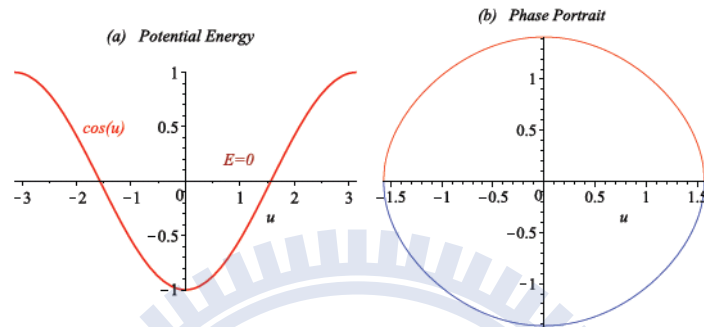 (a) Potential Energy
1
0.5
cos(u)
E=0
-3 -2 -1 0 1 2 3
u
-0.5
-1
(b) Phase Portrait
1
0.5
-1.5 -1 -0.5 0 0.5 1 1.5
u
-0.5
-1